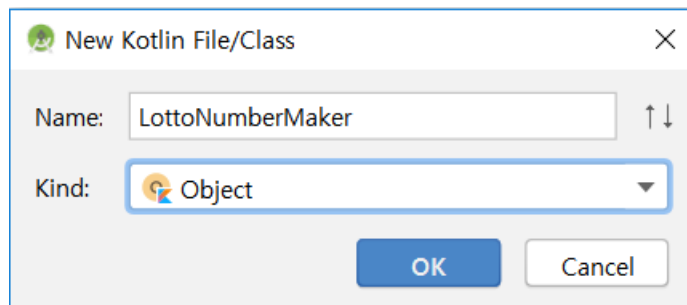 New Kotlin File/Class
Name: LottoNumberMaker
Kind: Object
OK Cancel